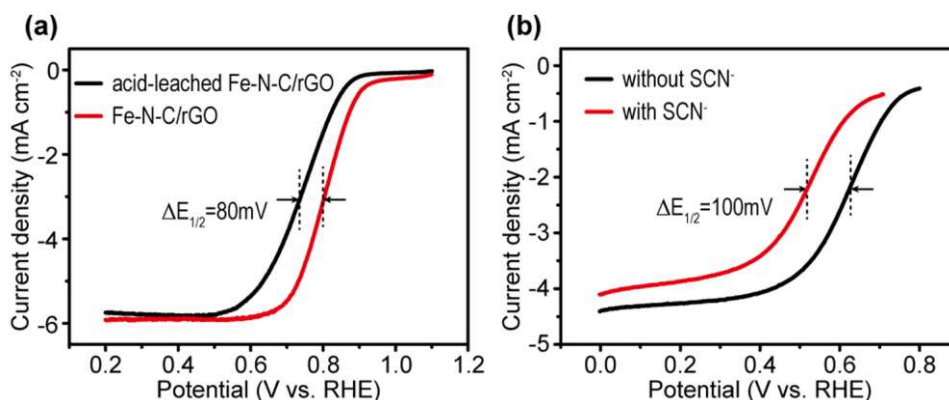 (a)
0
-2
-4
-6
0.2
0.4
0.6
0.8
1.0
1.2
Current density (mA cm⁻²)
Potential (V vs. RHE)
acid-leached Fe-N-C/rGO
Fe-N-C/rGO
ΔE₁/₂=80mV
(b)
0
-1
-2
-3
-4
-5
0.0
0.2
0.4
0.6
0.8
Current density (mA cm⁻²)
Potential (V vs. RHE)
without SCN⁻
with SCN⁻
ΔE₁/₂=100mV